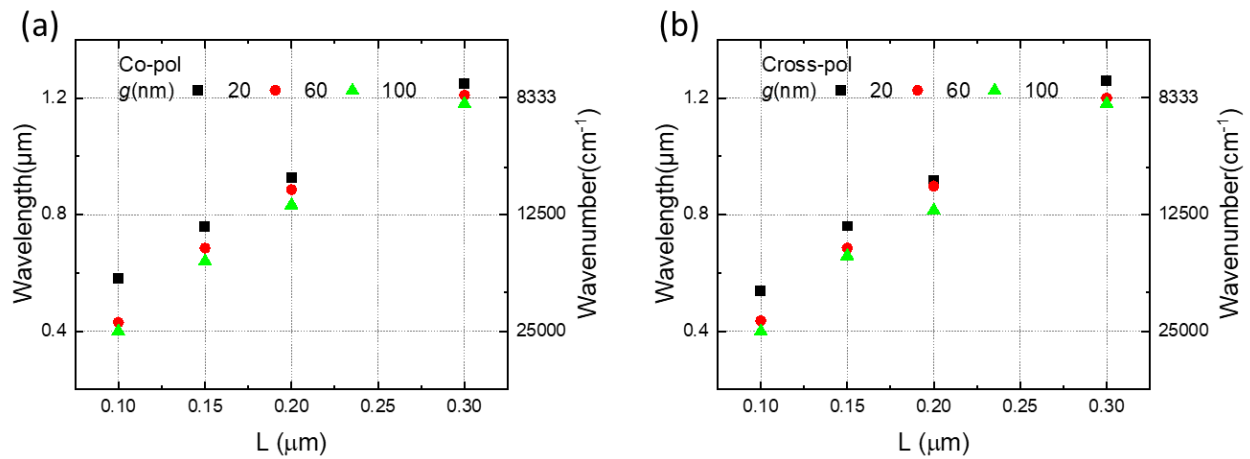 (a)
Co-pol
g(nm) 20 60 100
1.2
0.8
0.4
Wavelength(μm)
8333
12500
25000
Wavenumber(cm⁻¹)
0.10 0.15 0.20 0.25 0.30
L (μm)
(b)
Cross-pol
g(nm) 20 60 100
1.2
0.8
0.4
Wavelength(μm)
8333
12500
25000
Wavenumber(cm⁻¹)
0.10 0.15 0.20 0.25 0.30
L (μm)